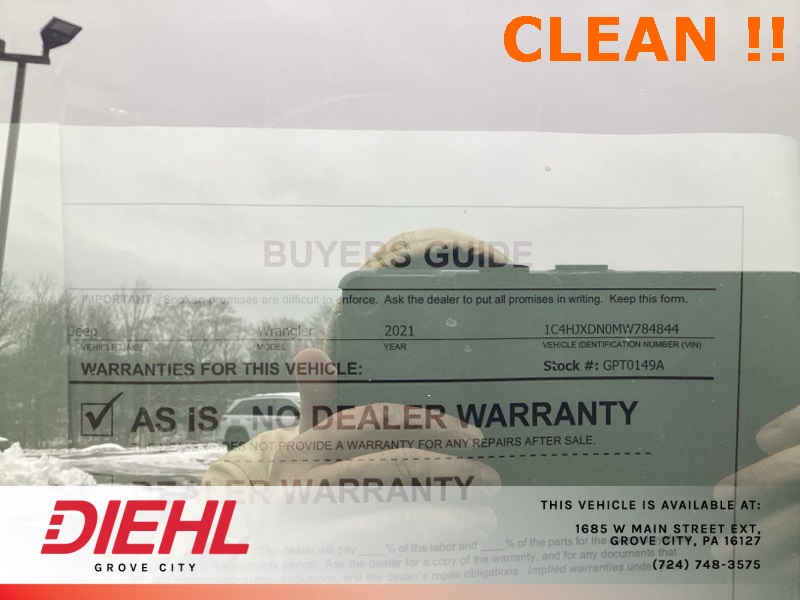 CLEAN !!
BUYERS GUIDE
IMPORTANT: Spoken promises are difficult to enforce. Ask the dealer to put all promises in writing. Keep this form.
Jeep Wrangler 2021 1C4HJXDN0MW784844
VEHICLE MAKE MODEL YEAR VEHICLE IDENTIFICATION NUMBER (VIN)
WARRANTIES FOR THIS VEHICLE: Stock #: GPT0149A
AS IS - NO DEALER WARRANTY
THE DEALER DOES NOT PROVIDE A WARRANTY FOR ANY REPAIRS AFTER SALE.
DEALER WARRANTY
The dealer will pay ____% of the labor and ____% of the parts for the
warranty period. Ask the dealer for a copy of the warranty, and for any documents that
warranty coverage, exclusions, and the dealer's repair obligations. Implied warranties under
DIEHL
GROVE CITY
THIS VEHICLE IS AVAILABLE AT:
1685 W MAIN STREET EXT,
GROVE CITY, PA 16127
(724) 748-3575